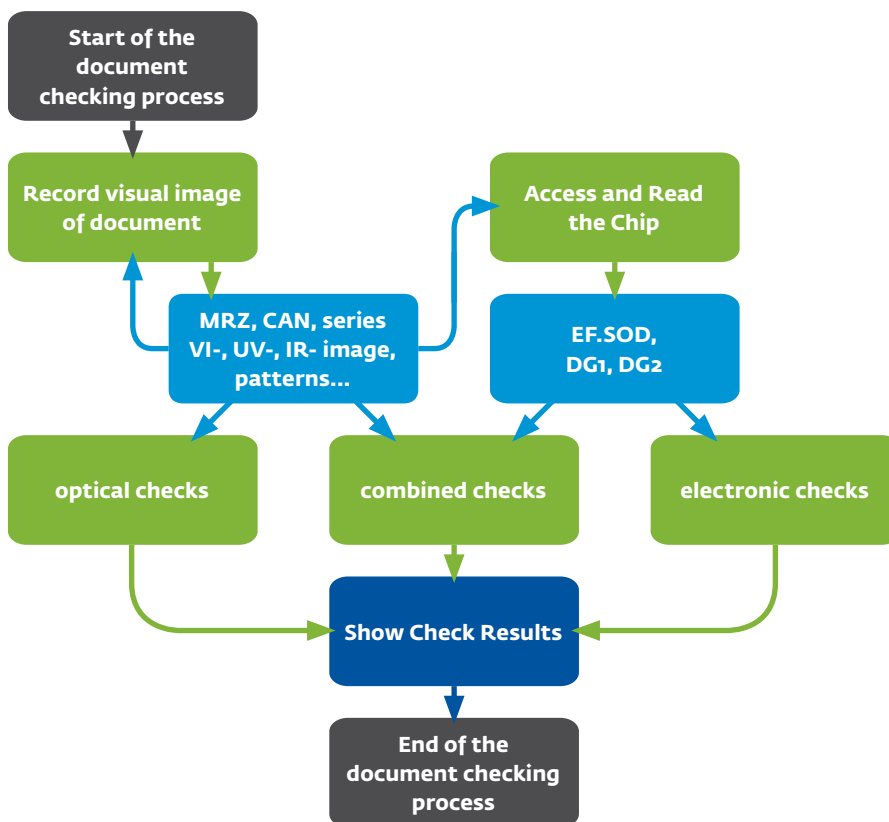 Start of the
document
checking process
Record visual image
of document
Access and Read
the Chip
MRZ, CAN, series
VI-, UV-, IR- image,
patterns...
EF.SOD,
DG1, DG2
optical checks
combined checks
electronic checks
Show Check Results
End of the
document checking
process